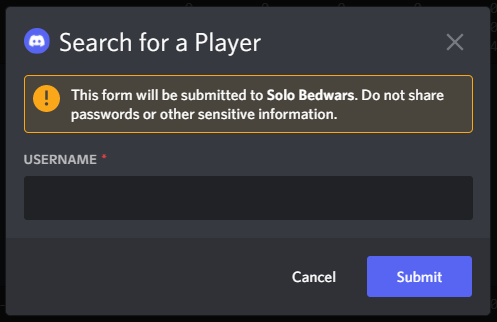 Search for a Player
This form will be submitted to Solo Bedwars. Do not share
passwords or other sensitive information.
USERNAME *
Cancel
Submit